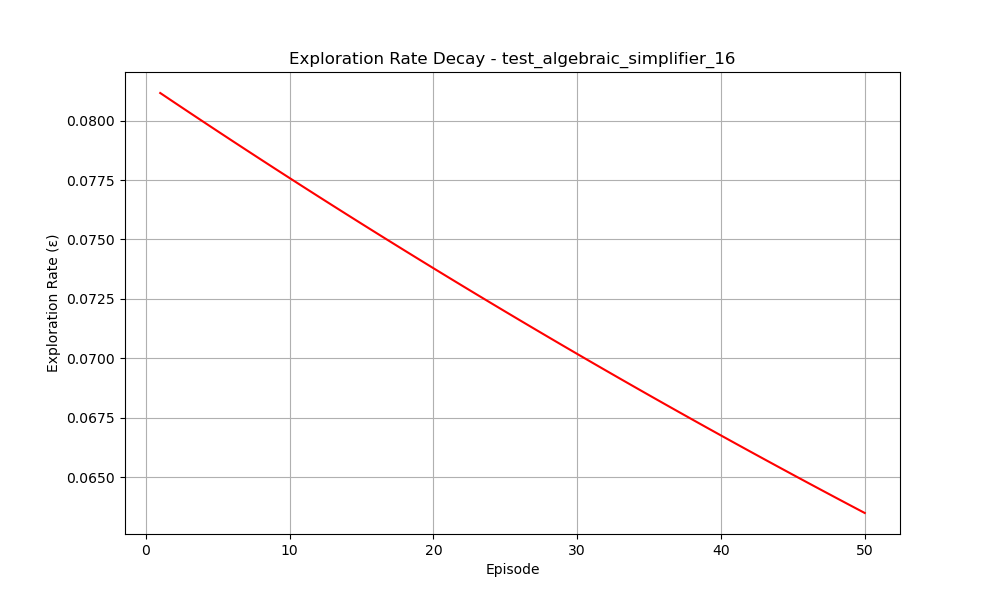 Exploration Rate Decay - test_algebraic_simplifier_16
Exploration Rate (ε)
0.0800
0.0775
0.0750
0.0725
0.0700
0.0675
0.0650
0 10 20 30 40 50
Episode